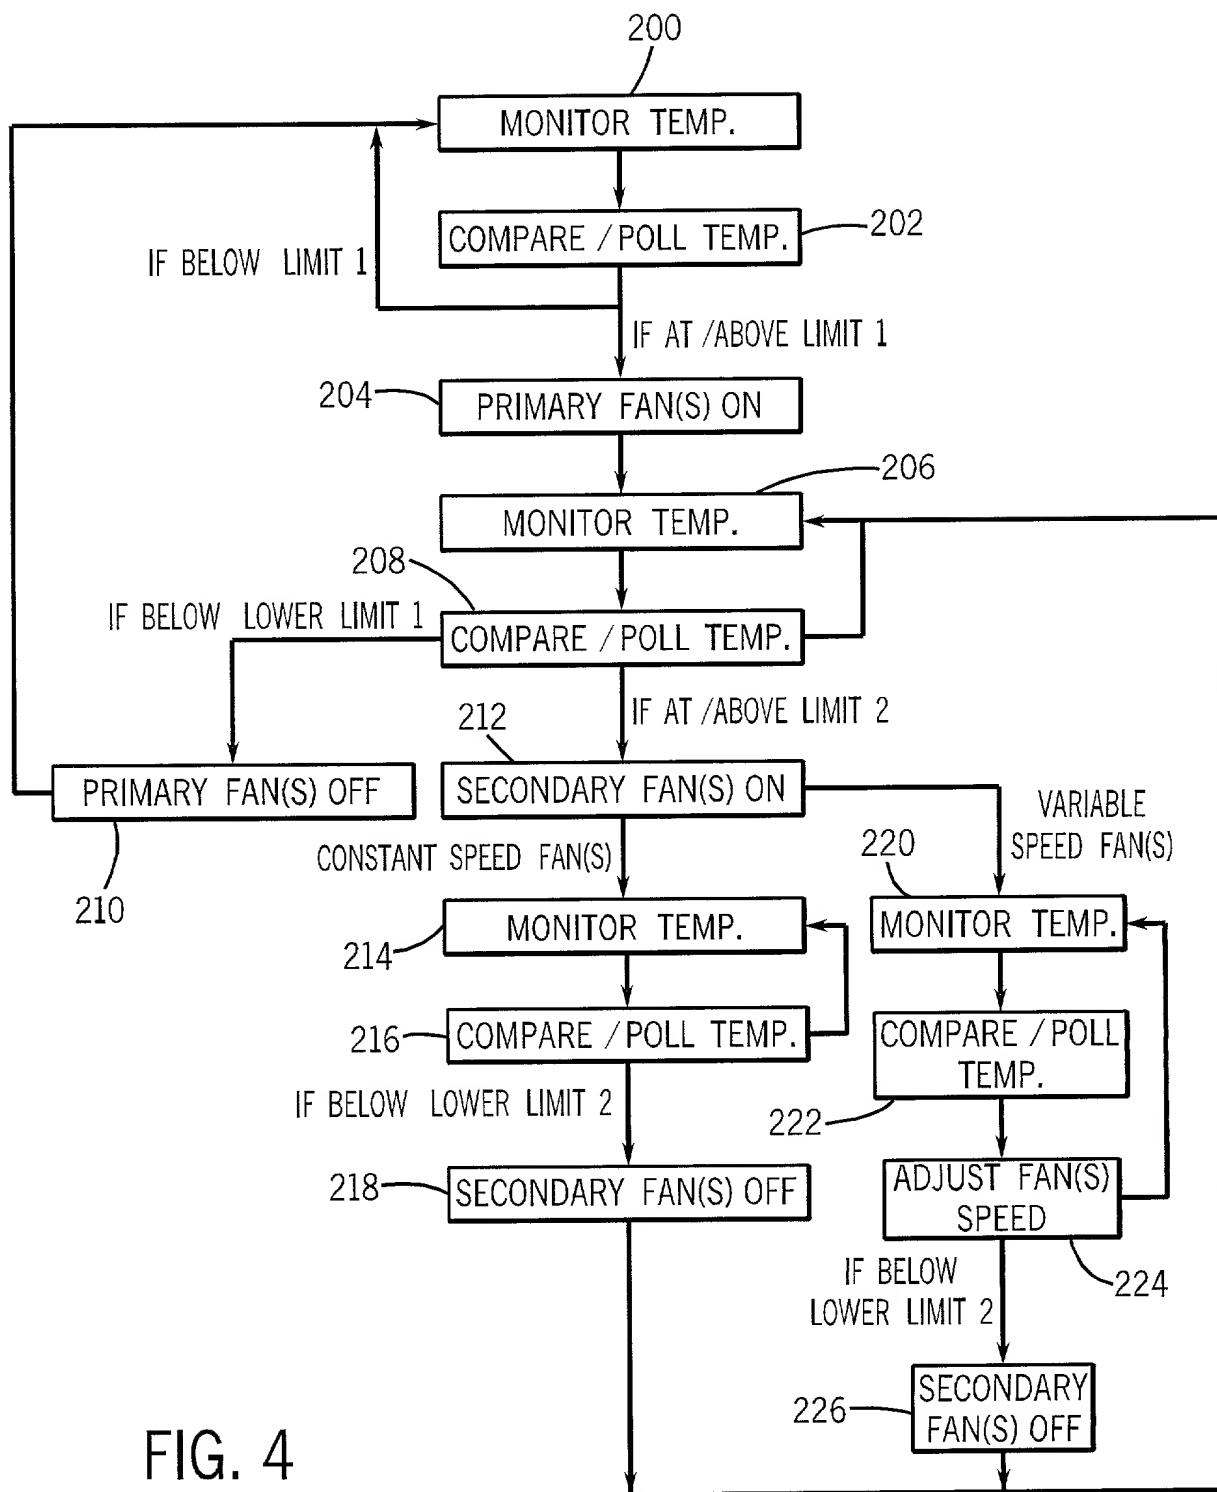 200
MONITOR TEMP.
COMPARE / POLL TEMP.
202
IF BELOW LIMIT 1
IF AT / ABOVE LIMIT 1
204
PRIMARY FAN(S) ON
206
MONITOR TEMP.
208
IF BELOW LOWER LIMIT 1
COMPARE / POLL TEMP.
IF AT / ABOVE LIMIT 2
212
PRIMARY FAN(S) OFF
SECONDARY FAN(S) ON
VARIABLE
SPEED FAN(S)
CONSTANT SPEED FAN(S)
220
210
MONITOR TEMP.
MONITOR TEMP.
214
216
COMPARE / POLL TEMP.
COMPARE / POLL
TEMP.
IF BELOW LOWER LIMIT 2
222
218
SECONDARY FAN(S) OFF
ADJUST FAN(S)
SPEED
IF BELOW
LOWER LIMIT 2
224
SECONDARY
FAN(S) OFF
226
FIG. 4